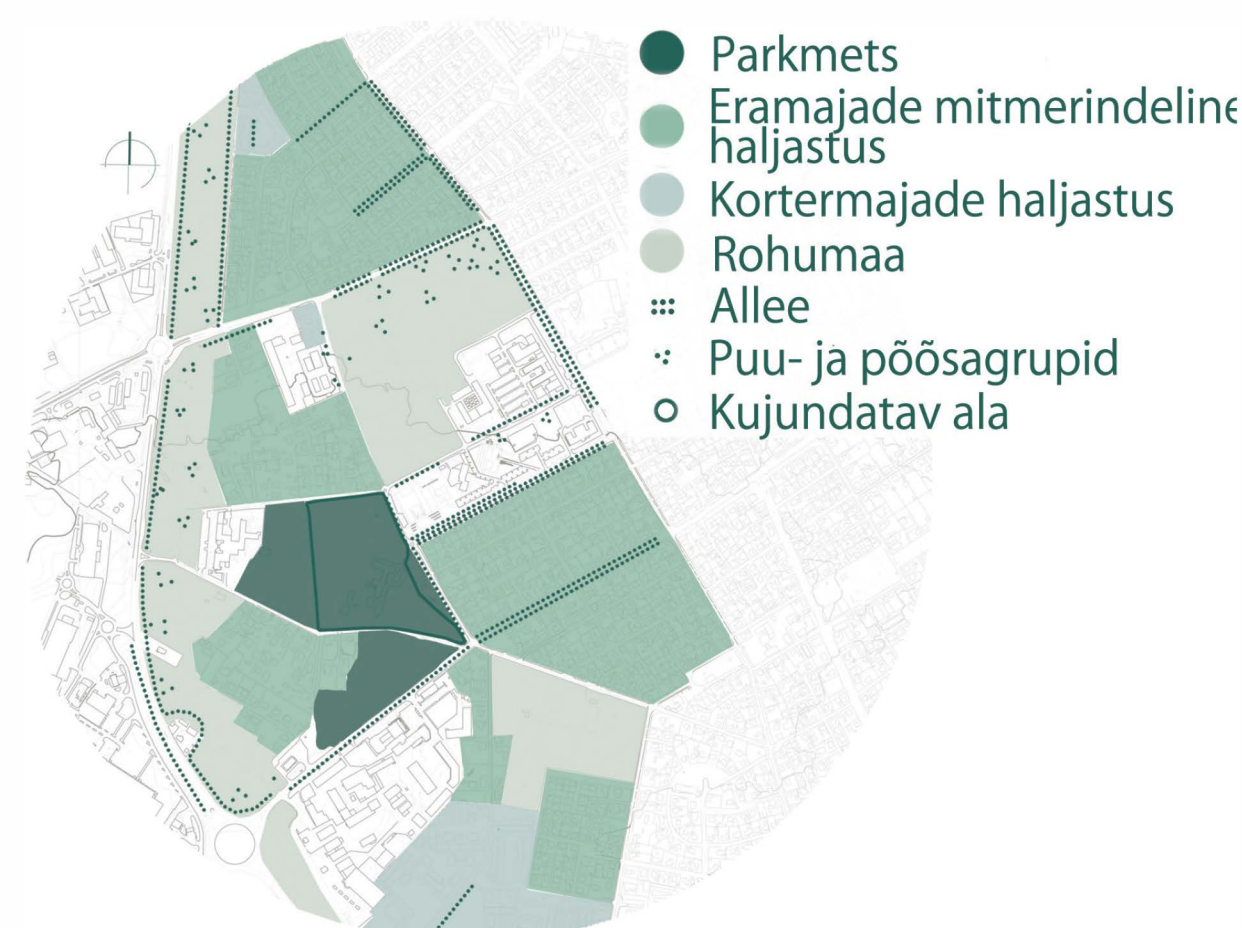 Parkmets
Eramajade mitmerindeline
haljastus
Kortermajade haljastus
Rohumaa
Allee
Puu- ja põõsagrupid
Kujundatav ala